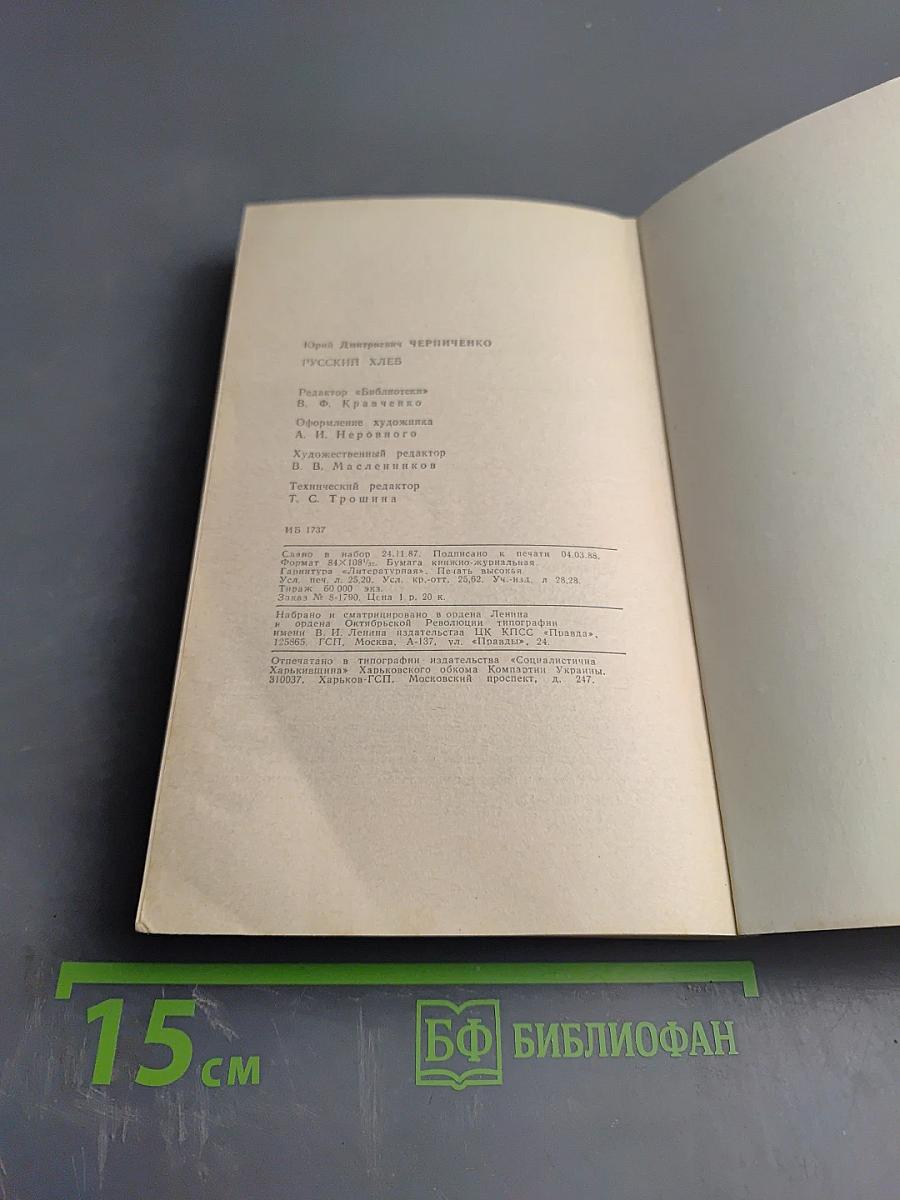 Юрий Дмитриевич ЧЕРНИЧЕНКО
РУССКИЙ ХЛЕБ
Редактор «Библиотеки»
В. Ф. Кравченко
Оформление художника
А. И. Неровного
Художественный редактор
В. В. Масленников
Технический редактор
Т. С. Трошина
ИБ 1737
Сдано в набор 24.11.87. Подписано к печати 04.03.88.
Формат 84×108¹/₃₂. Бумага книжно-журнальная.
Гарнитура «Литературная». Печать высокая.
Усл. печ. л. 25,20. Усл. кр.-отт. 25,62. Уч.-изд. л 28,28.
Тираж 60 000 экз.
Заказ № 8-1790. Цена 1 р. 20 к.
Набрано и сматрицировано в ордена Ленина
и ордена Октябрьской Революции типографии
имени В. И. Ленина издательства ЦК КПСС «Правда»,
125865. ГСП, Москва, А-137, ул. «Правды», 24.
Отпечатано в типографии издательства «Социалистична
Харькивщина» Харьковского обкома Компартии Украины.
310037. Харьков-ГСП. Московский проспект, д. 247.
15 см
БФ БИБЛИОФАН